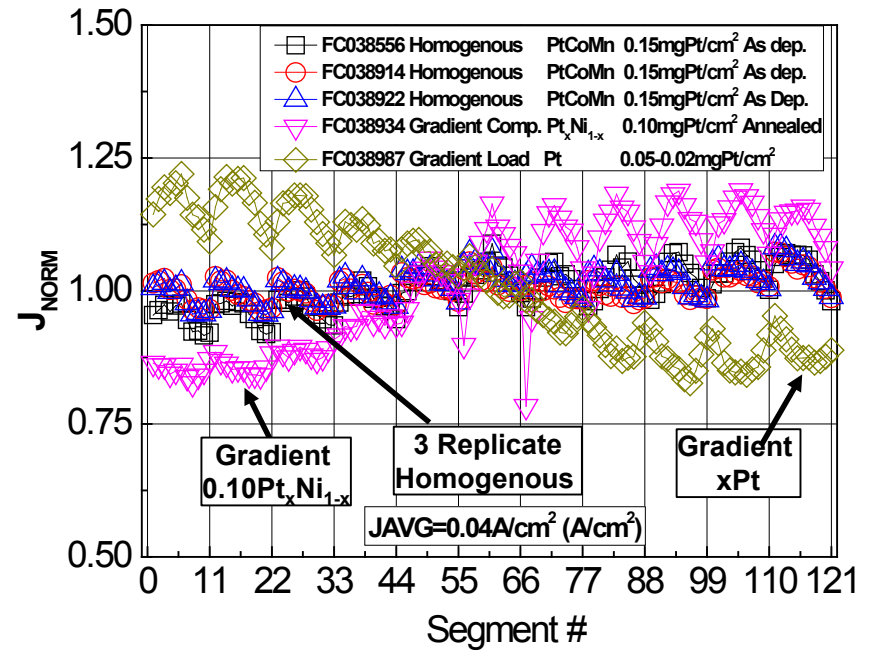 1.50
1.25
1.00
0.75
0.50
J_NORM
FC038556 Homogenous PtCoMn 0.15mgPt/cm² As dep.
FC038914 Homogenous PtCoMn 0.15mgPt/cm² As dep.
FC038922 Homogenous PtCoMn 0.15mgPt/cm² As Dep.
FC038934 Gradient Comp. PtₓNi₁₋ₓ 0.10mgPt/cm² Annealed
FC038987 Gradient Load Pt 0.05-0.02mgPt/cm²
Gradient
0.10PtₓNi₁₋ₓ
3 Replicate
Homogenous
Gradient
xPt
JAVG=0.04A/cm² (A/cm²)
0 11 22 33 44 55 66 77 88 99 110 121
Segment #